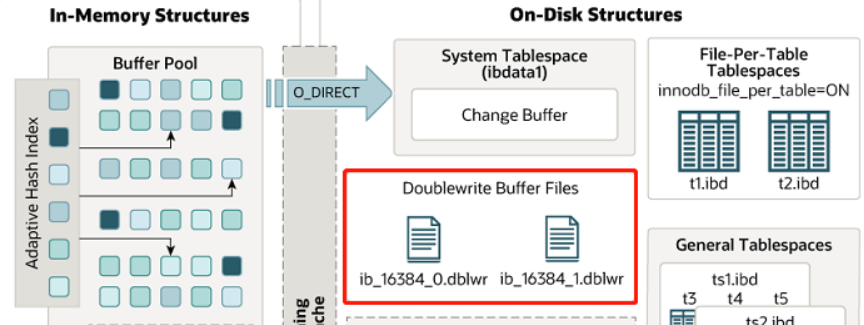 In-Memory Structures
On-Disk Structures
Buffer Pool
Adaptive Hash Index
O_DIRECT
System Tablespace
(ibdata1)
Change Buffer
File-Per-Table
Tablespaces
innodb_file_per_table=ON
t1.ibd
t2.ibd
Doublewrite Buffer Files
ib_16384_0.dblwr
ib_16384_1.dblwr
General Tablespaces
ts1.ibd
t3 t4 t5
ts2.ibd